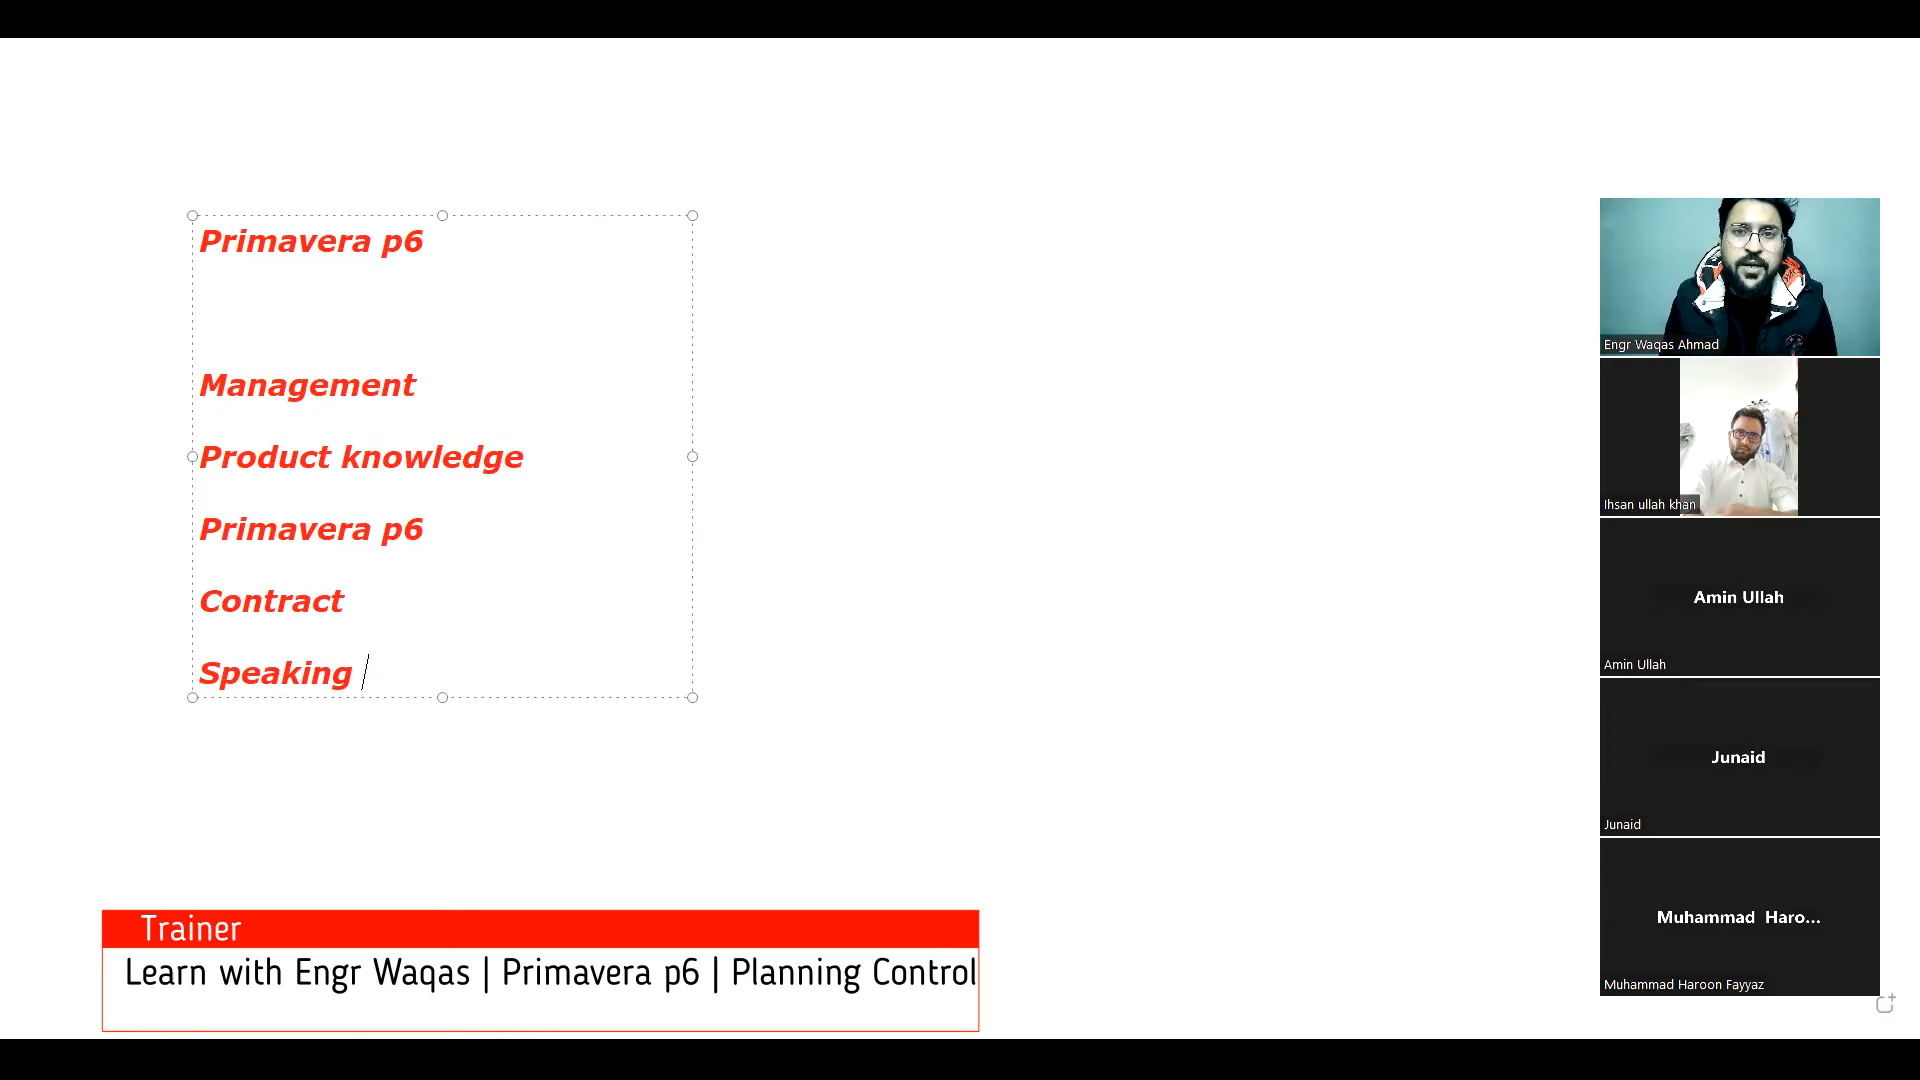 Primavera p6
Management
Product knowledge
Primavera p6
Contract
Speaking
Trainer
Learn with Engr Waqas | Primavera p6 | Planning Control
Engr Waqas Ahmad
Ihsan ullah khan
Amin Ullah
Amin Ullah
Junaid
Junaid
Muhammad Haro...
Muhammad Haroon Fayyaz